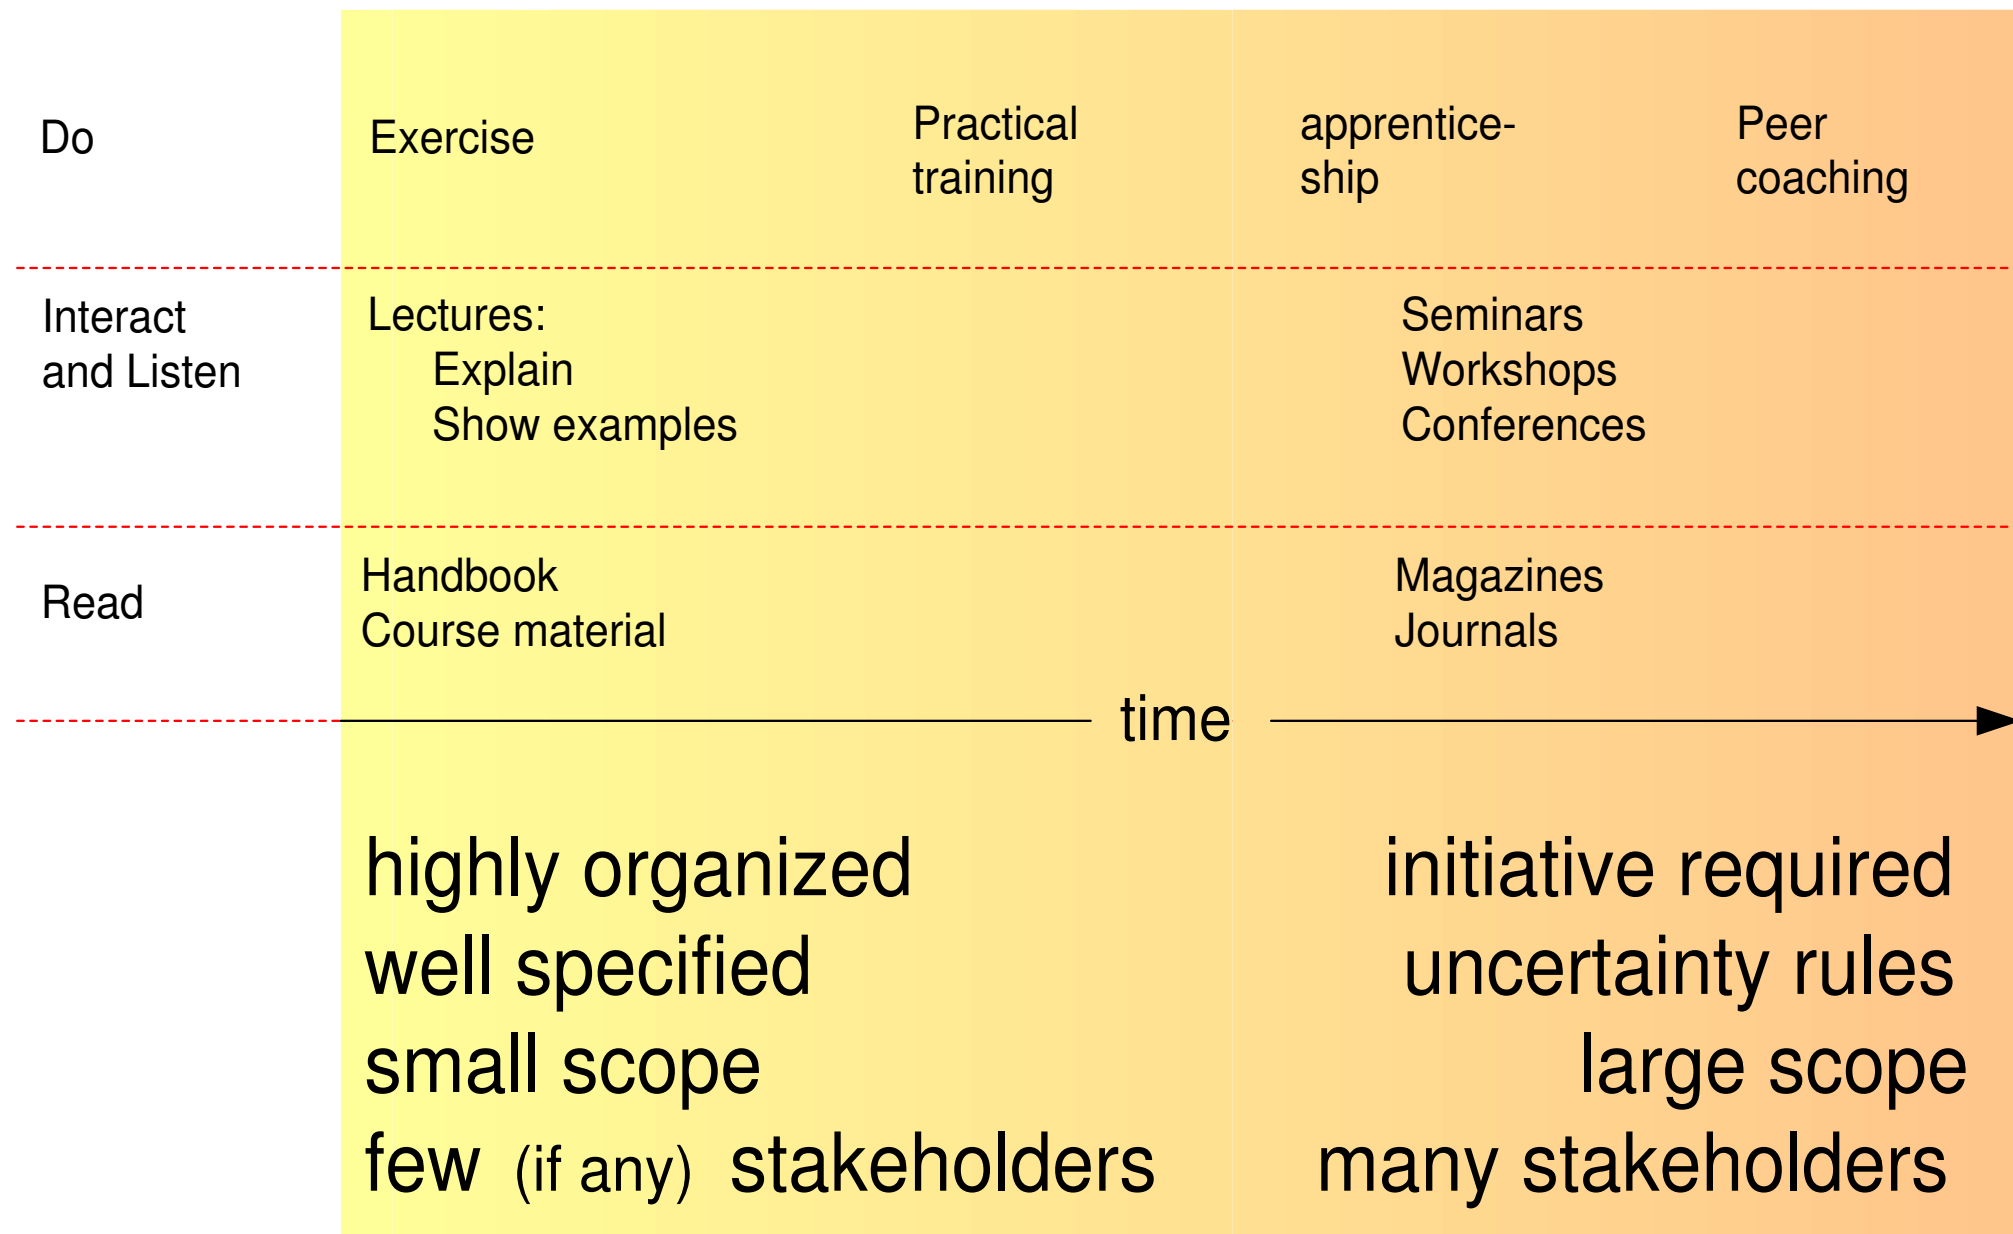 Do
Exercise
Practical
training
apprentice-
ship
Peer
coaching
Interact
and Listen
Lectures:
Explain
Show examples
Seminars
Workshops
Conferences
Read
Handbook
Course material
Magazines
Journals
time
highly organized
well specified
small scope
few (if any) stakeholders
initiative required
uncertainty rules
large scope
many stakeholders